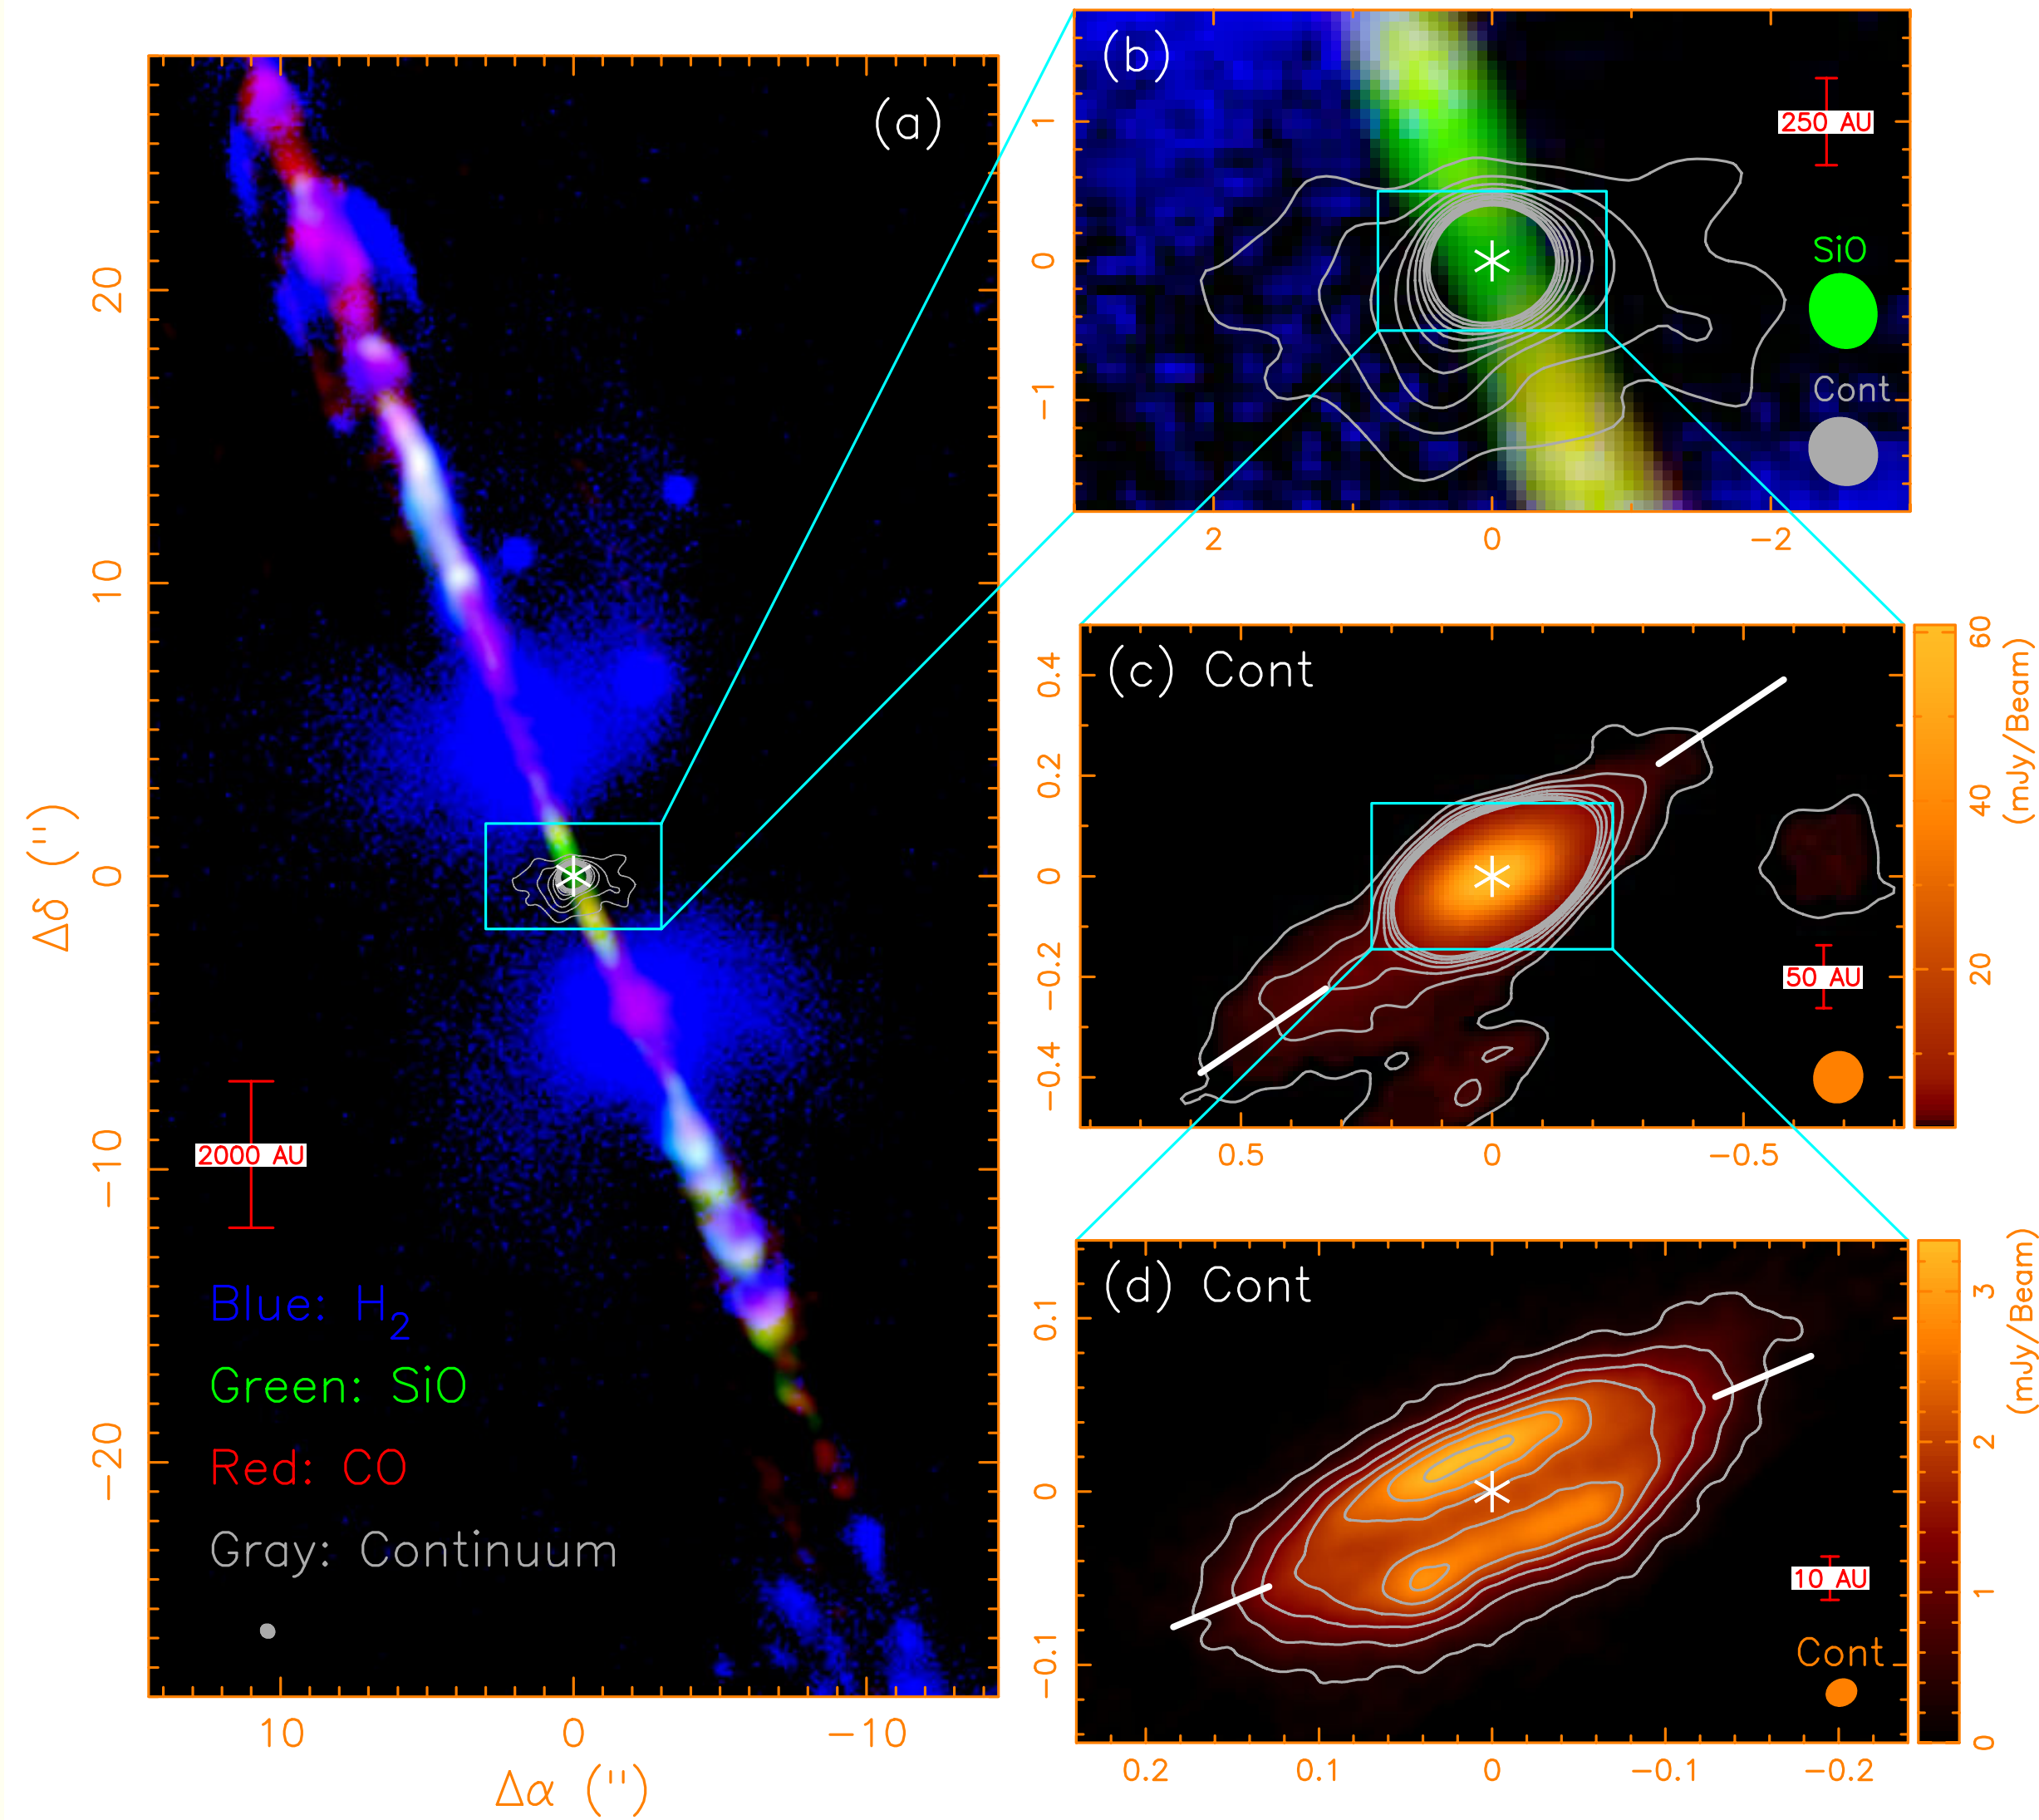 (a)
20
10
0
−10
−20
Δδ (")
2000 AU
Blue: H₂
Green: SiO
Red: CO
Gray: Continuum
10
0
−10
Δα (")
(b)
1
0
−1
250 AU
SiO
Cont
2
0
−2
(c) Cont
0.4
0.2
0
−0.2
−0.4
50 AU
0.5
0
−0.5
60
40
20
(mJy/Beam)
(d) Cont
0.1
0
−0.1
10 AU
Cont
0.2
0.1
0
−0.1
−0.2
3
2
1
0
(mJy/Beam)